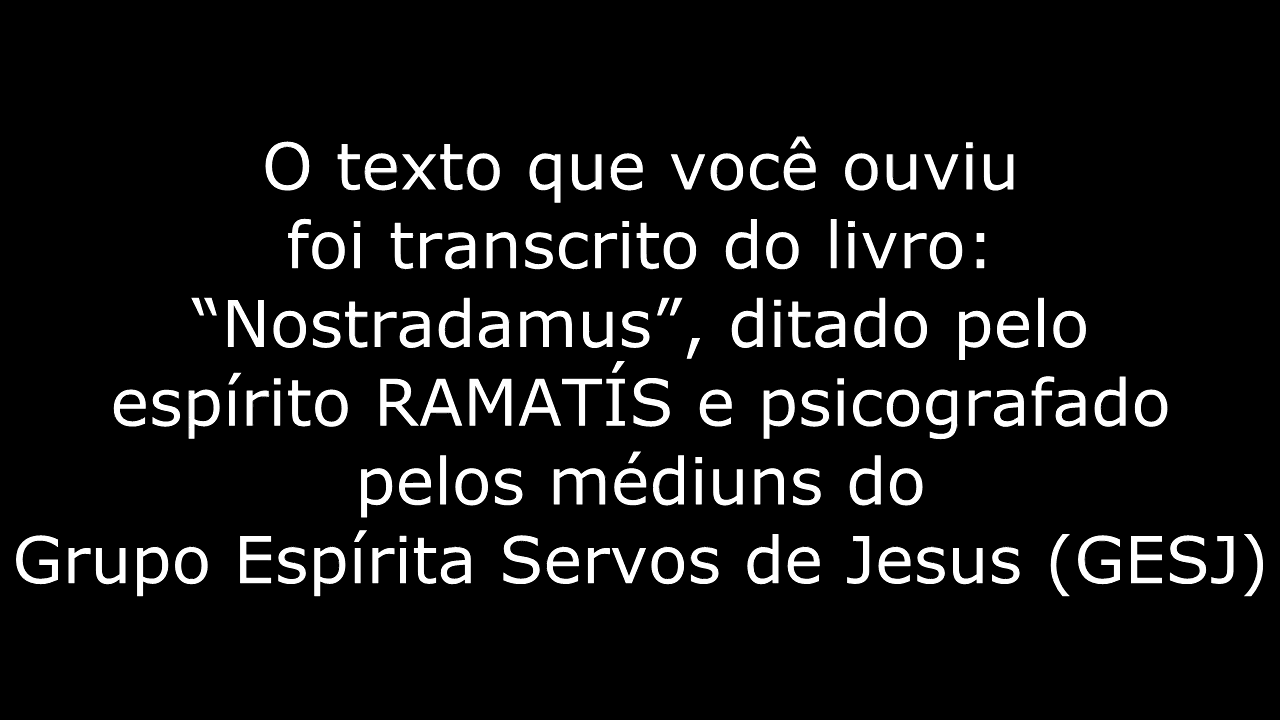 O texto que você ouviu
foi transcrito do livro:
“Nostradamus”, ditado pelo
espírito RAMATÍS e psicografado
pelos médiuns do
Grupo Espírita Servos de Jesus (GESJ)